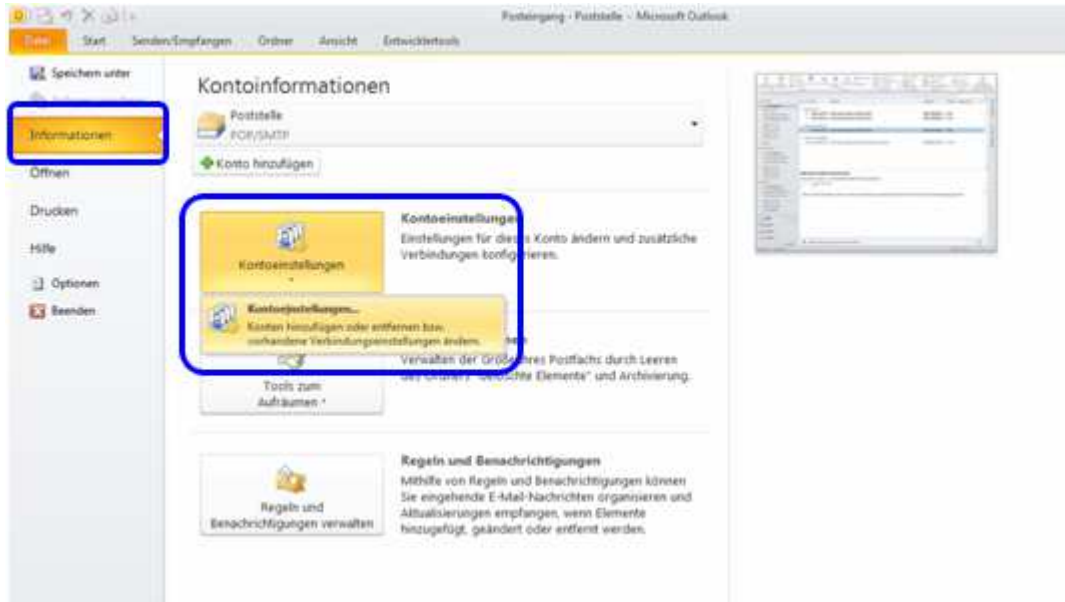 Posteingang - Poststelle - Microsoft Outlook
Datei Start Senden/Empfangen Ordner Ansicht Entwicklertools
Speichern unter
Informationen
Öffnen
Drucken
Hilfe
Optionen
Beenden
Kontoinformationen
Poststelle
POP/SMTP
Konto hinzufügen
Kontoeinstellungen
Kontoeinstellungen
Einstellungen für dieses Konto ändern und zusätzliche
Verbindungen konfigurieren.
Kontoeinstellungen...
Konten hinzufügen oder entfernen bzw.
vorhandene Verbindungseinstellungen ändern.
Tools zum
Aufräumen
Verwalten der Größe Ihres Postfachs durch Leeren
des Ordners "Gelöschte Elemente" und Archivierung.
Regeln und
Benachrichtigungen verwalten
Regeln und Benachrichtigungen
Mithilfe von Regeln und Benachrichtigungen können
Sie eingehende E-Mail-Nachrichten organisieren und
Aktualisierungen empfangen, wenn Elemente
hinzugefügt, geändert oder entfernt werden.